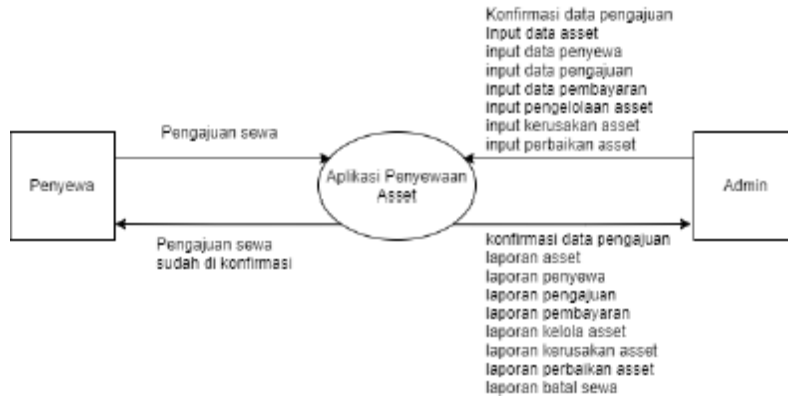 Konfirmasi data pengajuan
Input data asset
input data penyewa
input data pengajuan
input data pembayaran
input pengelolaan asset
input kerusakan asset
input perbaikan asset
Pengajuan sewa
Penyewa
Aplikasi Penyewaan
Asset
Admin
Pengajuan sewa
sudah di konfirmasi
konfirmasi data pengajuan
laporan asset
laporan penyewa
laporan pengajuan
laporan pembayaran
laporan kelola asset
laporan kerusakan asset
laporan perbaikan asset
laporan batal sewa